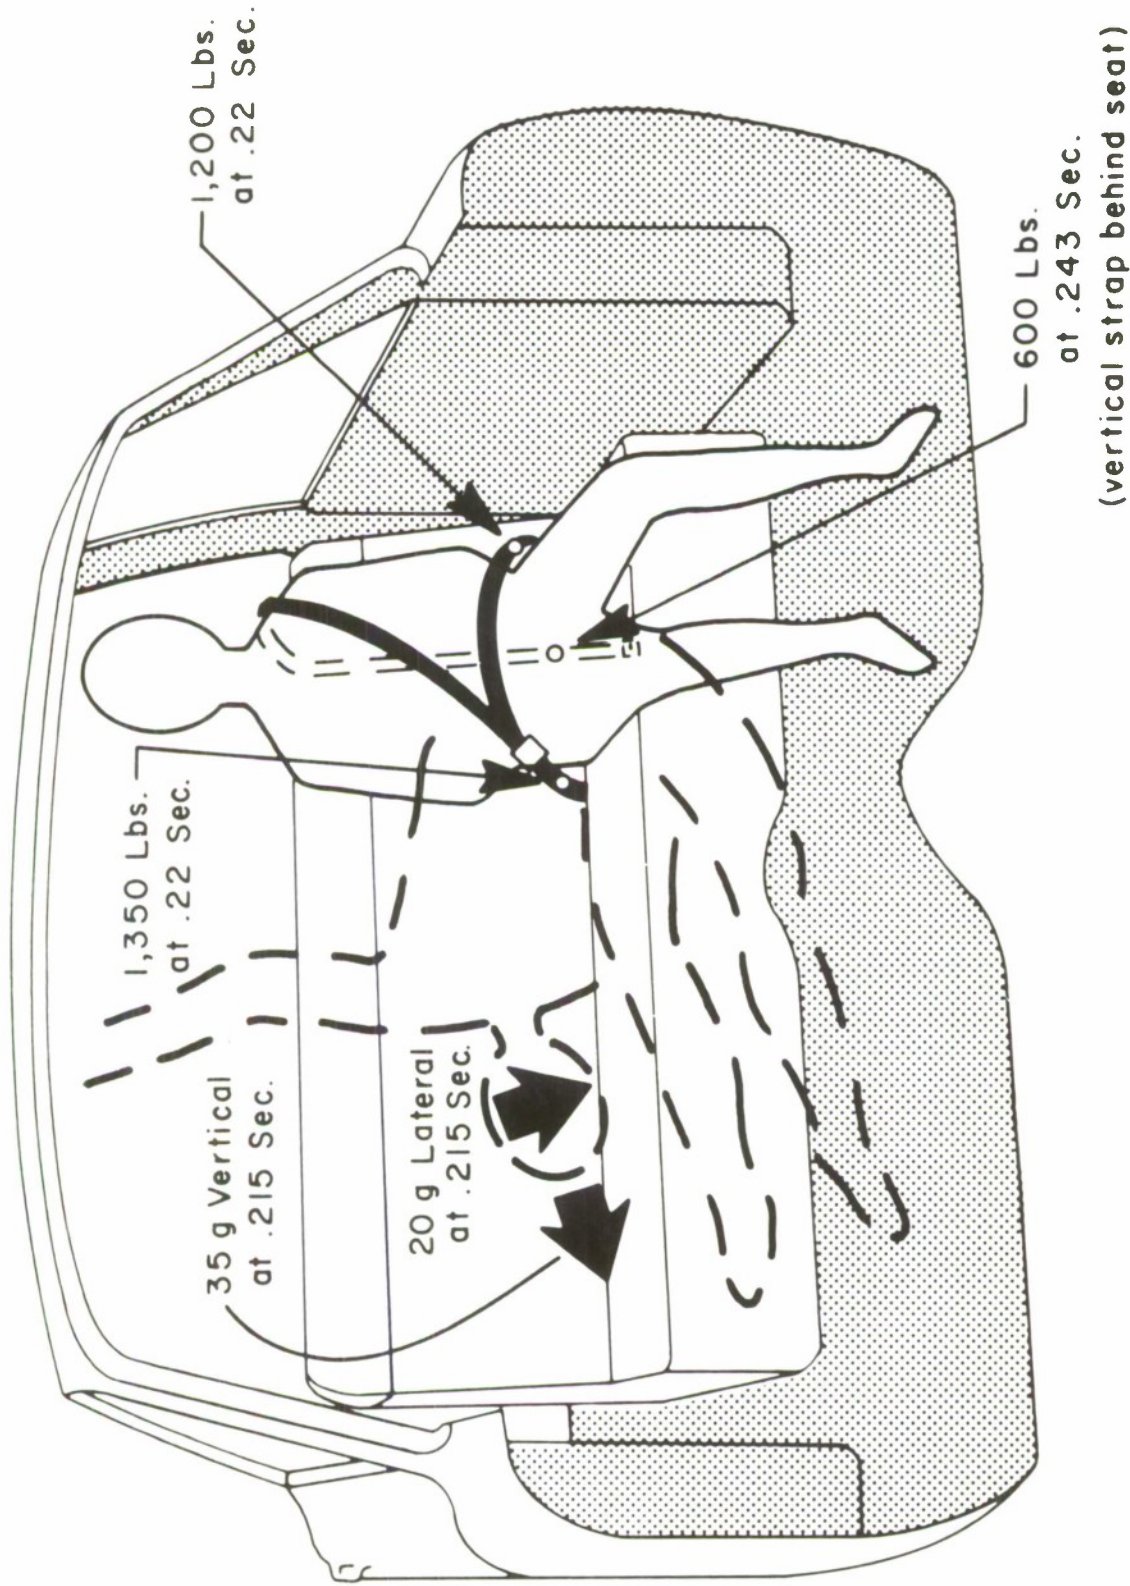 1,200 Lbs.
at .22 Sec.
1,350 Lbs.
at .22 Sec.
35 g Vertical
at .215 Sec.
20 g Lateral
at .215 Sec.
600 Lbs.
at .243 Sec.
(vertical strap behind seat)